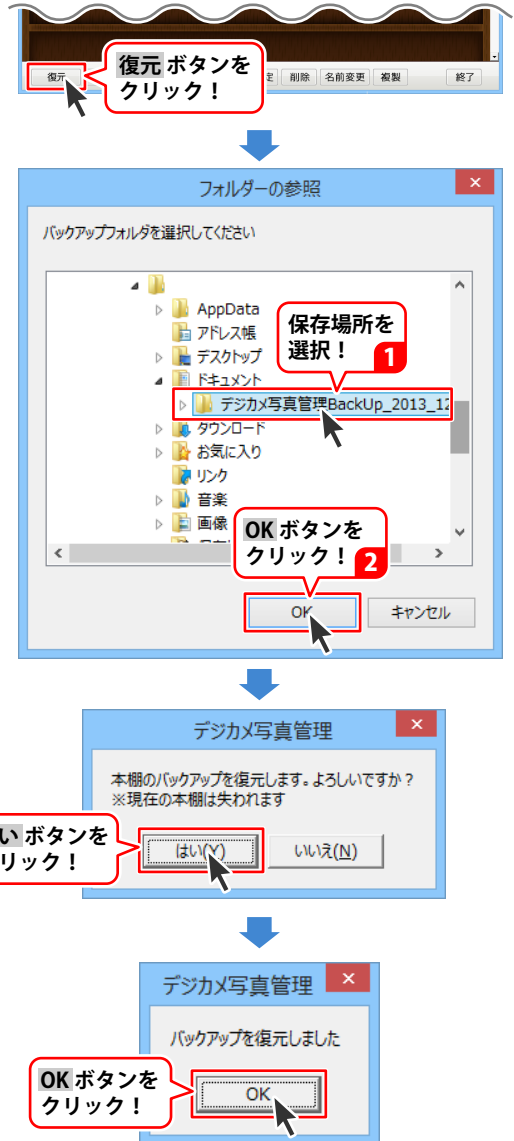 復元
復元 ボタンを
クリック！
定
削除
名前変更
複製
終了
フォルダーの参照
バックアップフォルダを選択してください
AppData
アドレス帳
デスクトップ
ドキュメント
デジカメ写真管理BackUp_2013_12
ダウンロード
お気に入り
リンク
音楽
画像
保存場所を
選択！
1
OK ボタンを
クリック！
2
OK
キャンセル
デジカメ写真管理
本棚のバックアップを復元します。よろしいですか？
※現在の本棚は失われます
い ボタンを
リック！
はい(Y)
いいえ(N)
デジカメ写真管理
バックアップを復元しました
OK ボタンを
クリック！
OK